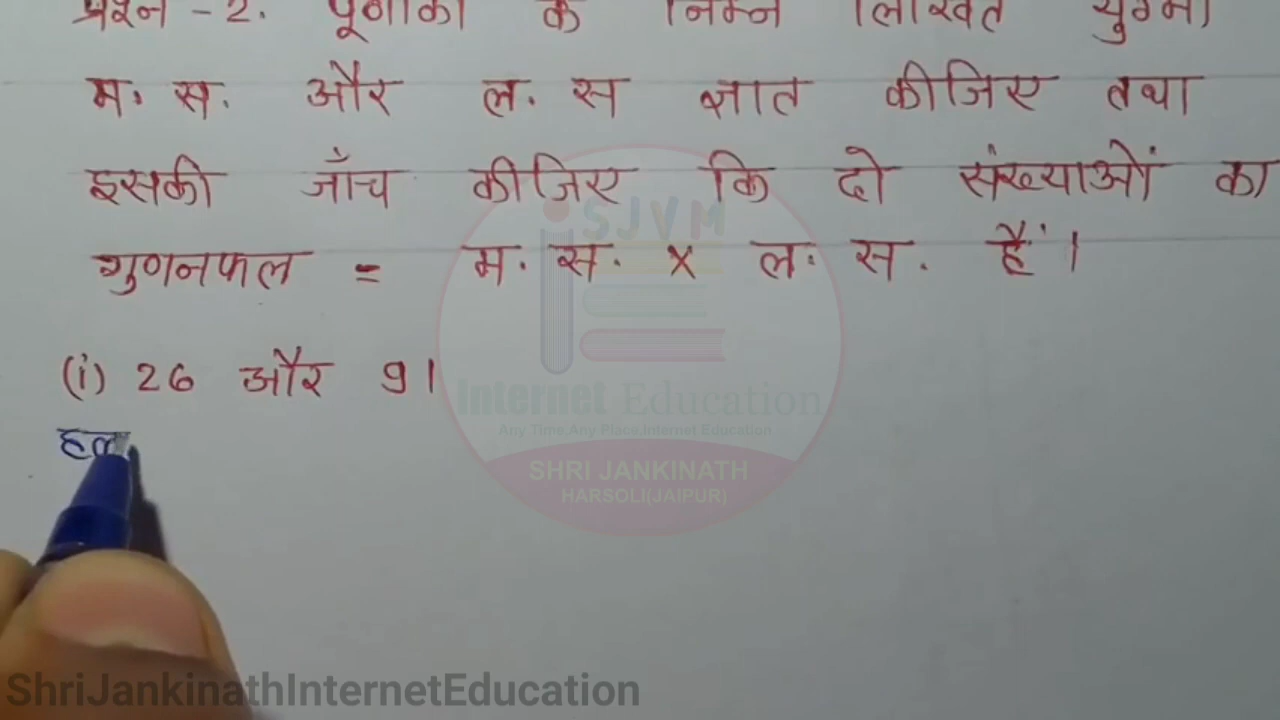 प्रश्न - 2. पूर्णांकों के निम्न लिखित युग्मों
म. स. और ल. स ज्ञात कीजिए तथा
इसकी जाँच कीजिए कि दो संख्याओं का
गुणनफल = म. स. x ल. स. हैं।
(i) 26 और 91
हल
SJVM
Internet Education
Any Time.Any Place.Internet Education
SHRI JANKINATH
HARSOLI(JAIPUR)
ShriJankinathInternetEducation